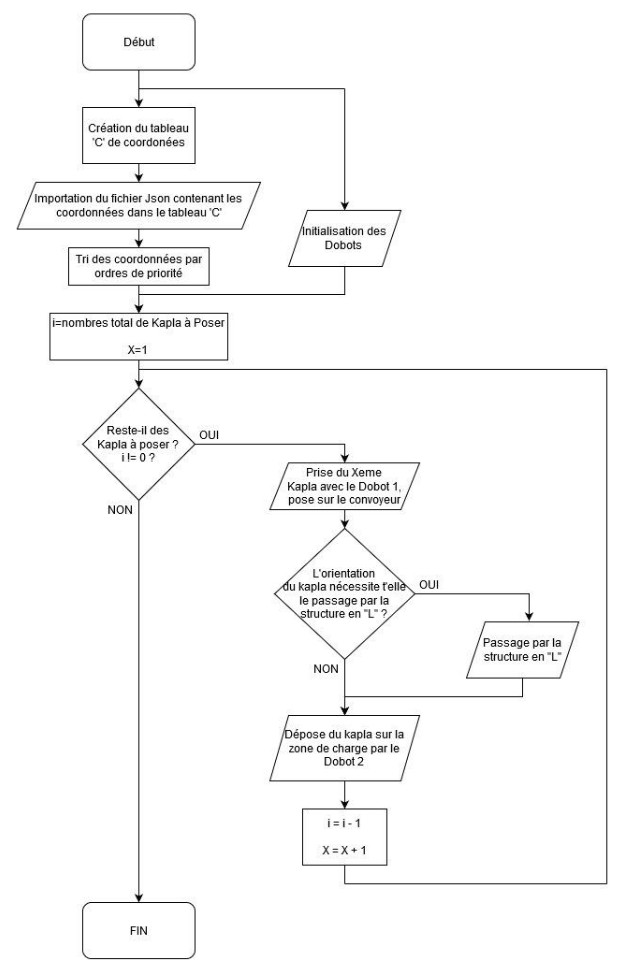 Début
Création du tableau
'C' de coordonées
Importation du fichier Json contenant les
coordonnées dans le tableau 'C'
Initialisation des
Dobots
Tri des coordonnées par
ordres de priorité
i=nombres total de Kapla à Poser
X=1
Reste-il des
Kapla à poser ?
i != 0 ?
OUI
NON
Prise du Xeme
Kapla avec le Dobot 1,
pose sur le convoyeur
L'orientation
du kapla nécessite t'elle
le passage par la
structure en "L" ?
OUI
NON
Passage par la
structure en "L"
Dépose du kapla sur la
zone de charge par le
Dobot 2
i = i - 1
X = X + 1
FIN